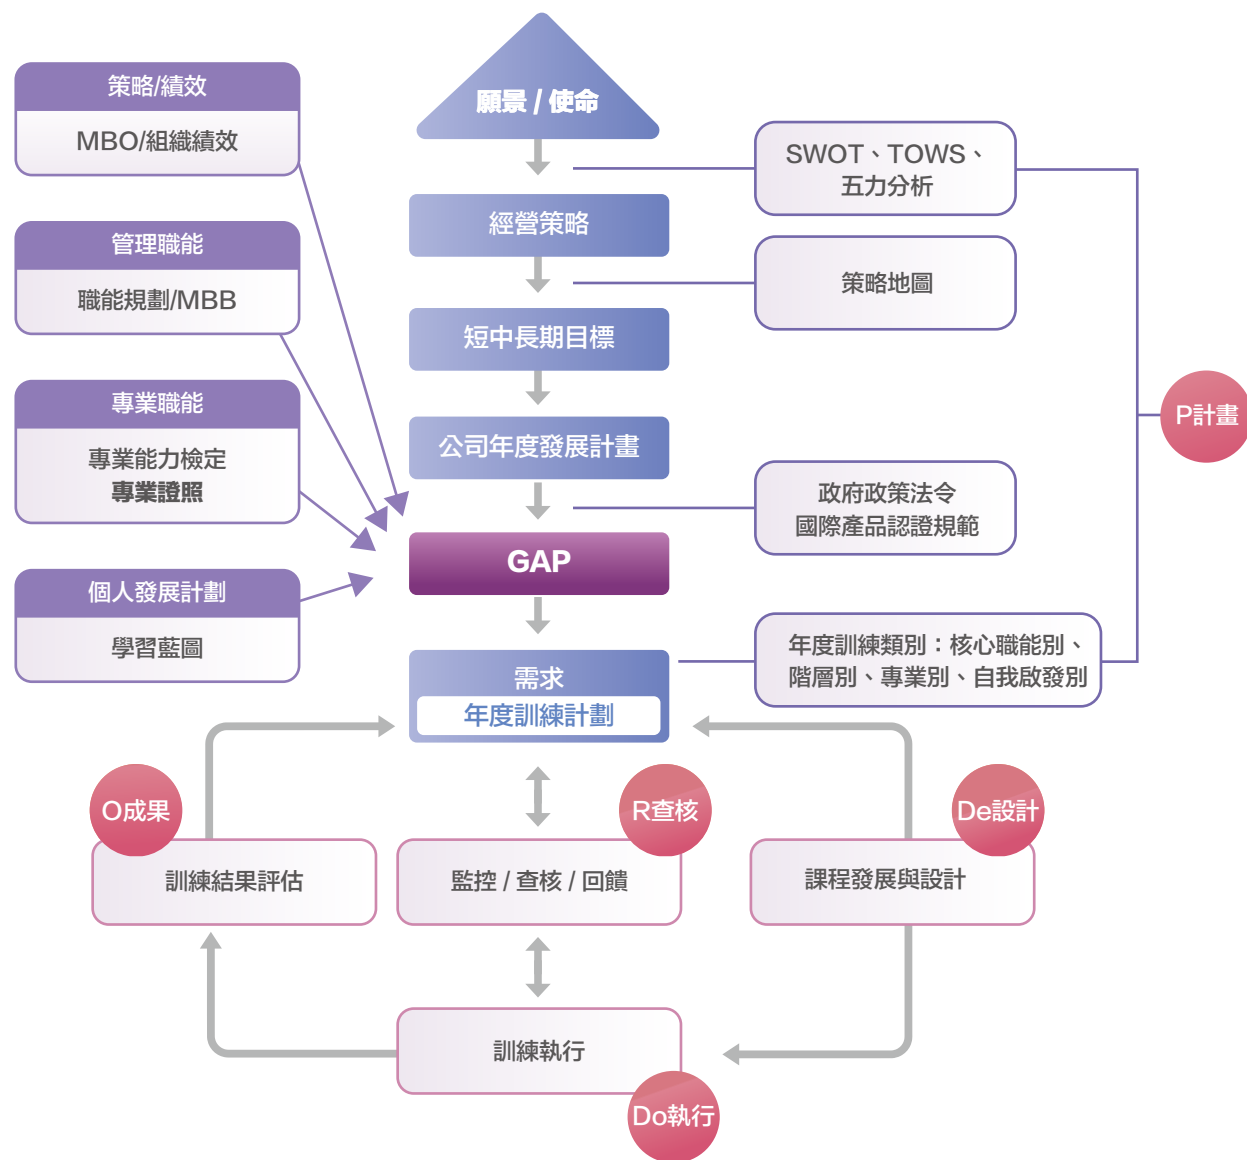 願景 / 使命
策略/績效
MBO/組織績效
SWOT、TOWS、
五力分析
經營策略
管理職能
職能規劃/MBB
策略地圖
短中長期目標
專業職能
專業能力檢定
專業證照
公司年度發展計畫
P計畫
政府政策法令
國際產品認證規範
GAP
個人發展計劃
學習藍圖
年度訓練類別：核心職能別、
階層別、專業別、自我啟發別
需求
年度訓練計劃
O成果
訓練結果評估
R查核
監控 / 查核 / 回饋
De設計
課程發展與設計
訓練執行
Do執行